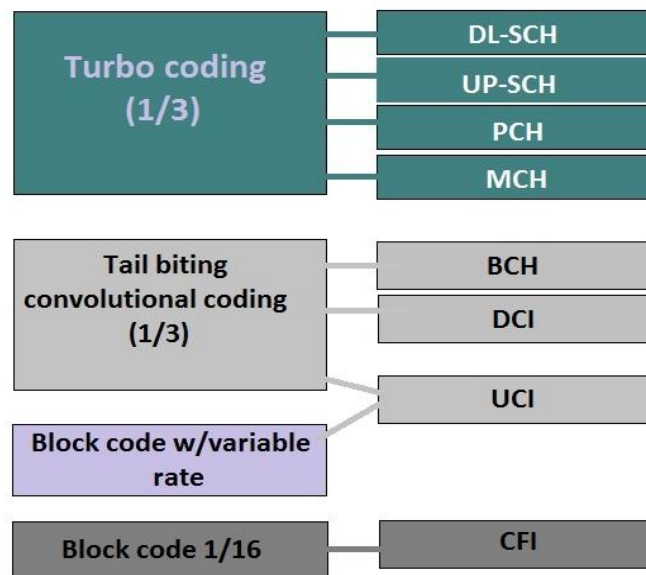 Turbo coding
(1/3)
DL-SCH
UP-SCH
PCH
MCH
Tail biting
convolutional coding
(1/3)
BCH
DCI
UCI
Block code w/variable
rate
Block code 1/16
CFI